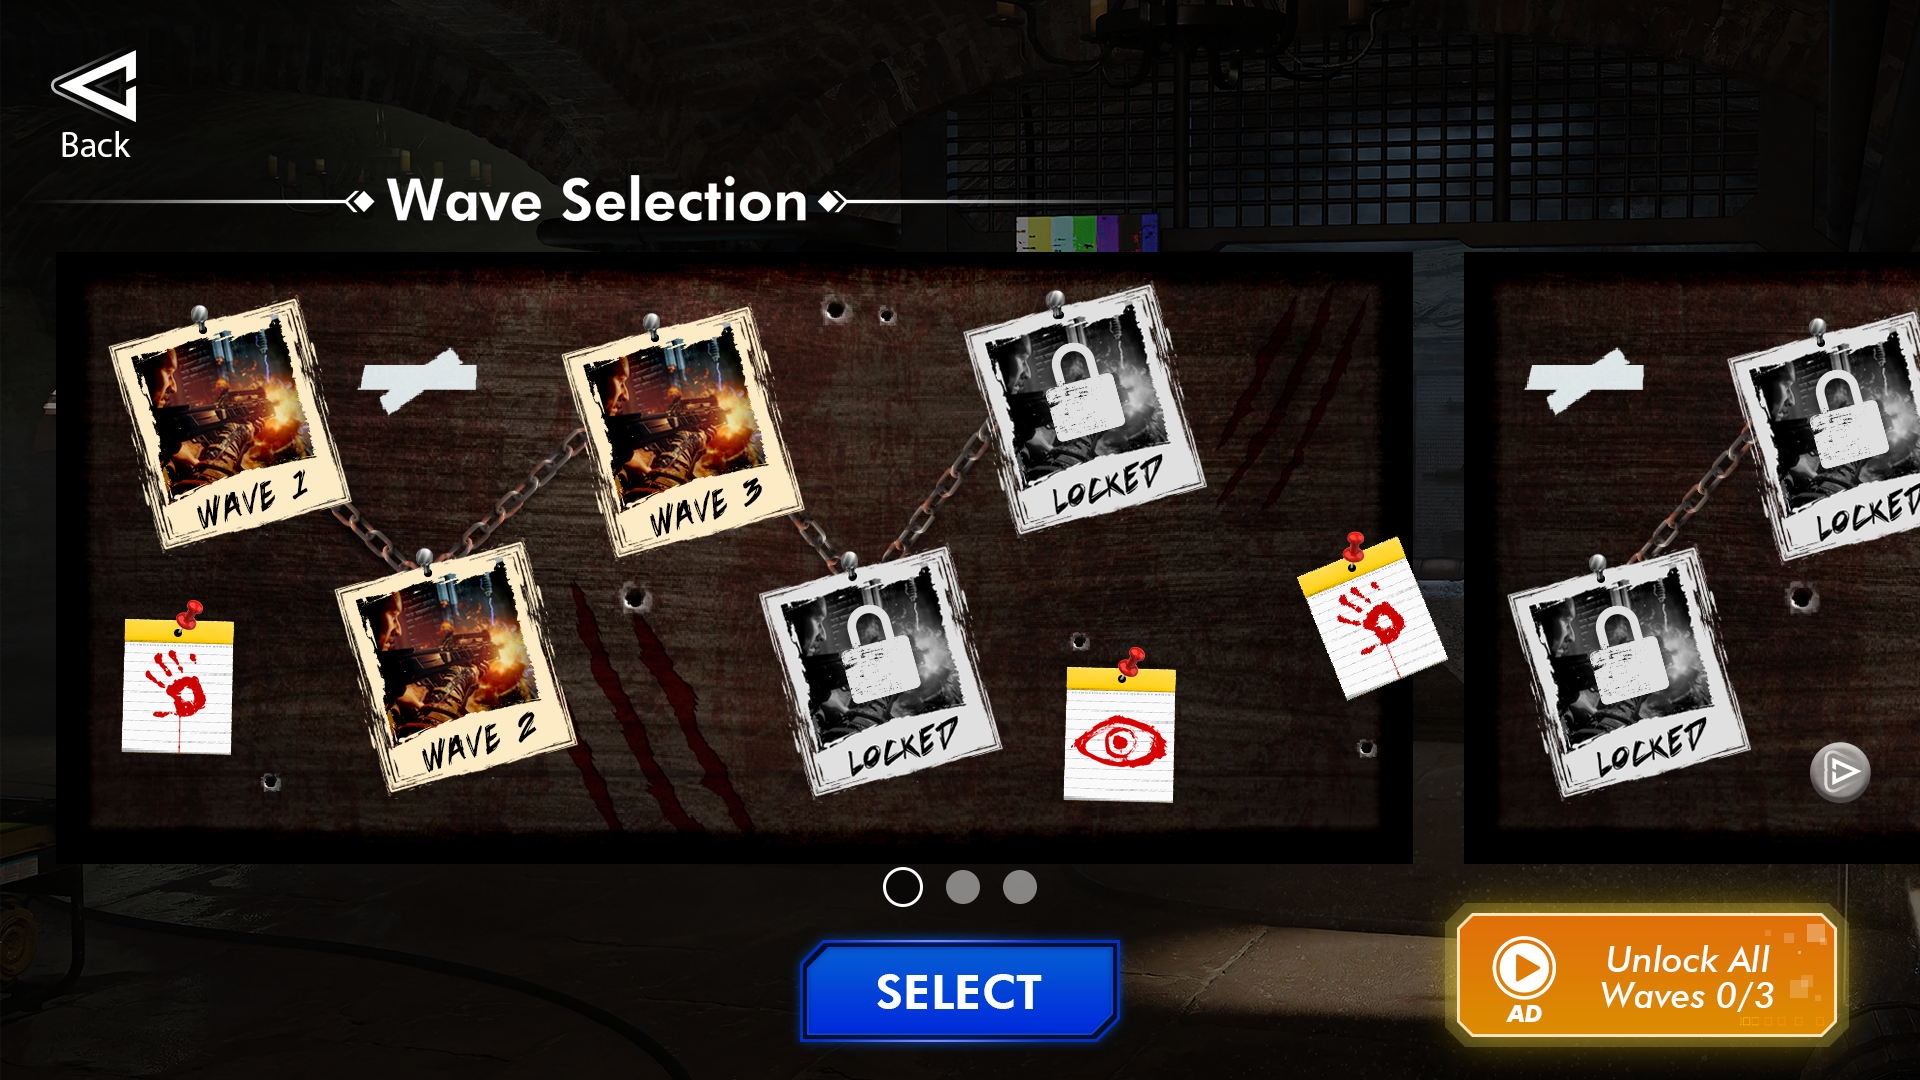 Back
Wave Selection
WAVE 1
WAVE 2
WAVE 3
LOCKED
LOCKED
LOCKED
LOCKED
SELECT
AD
Unlock All
Waves 0/3